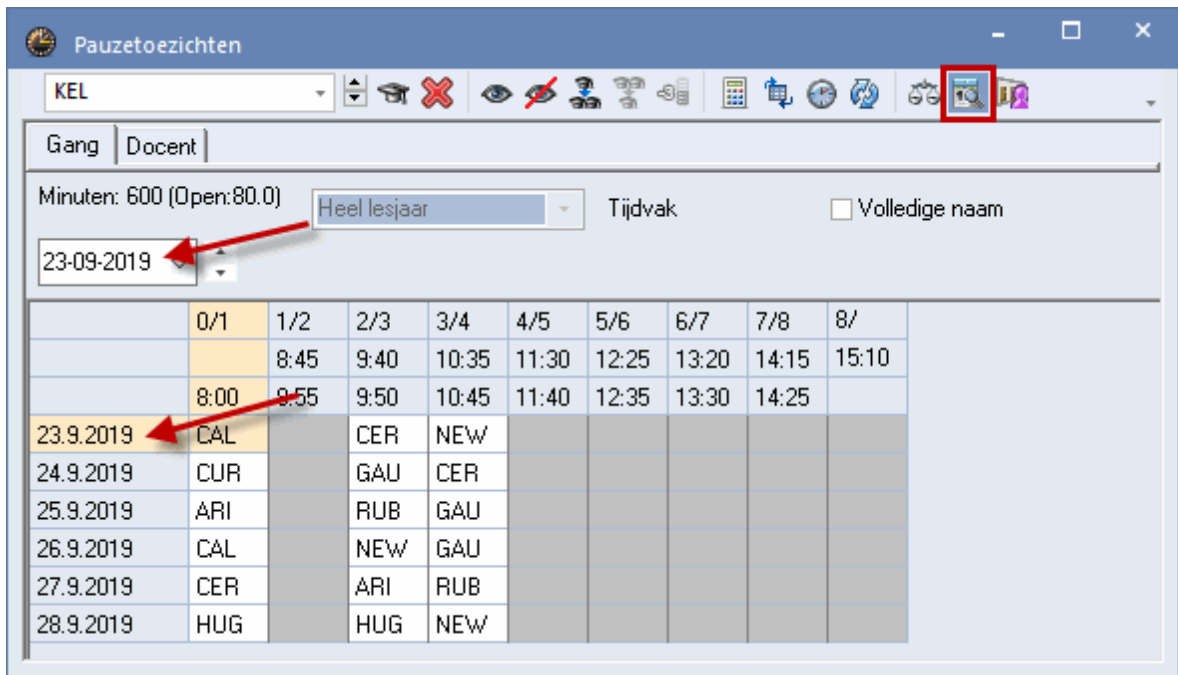 Pauzetoezichten
KEL
Gang Docent
Minuten: 600 (Open:80.0) Heel lesjaar Tijdvak Volledige naam
23-09-2019
0/1 1/2 2/3 3/4 4/5 5/6 6/7 7/8 8/
8:45 9:40 10:35 11:30 12:25 13:20 14:15 15:10
8:00 8:55 9:50 10:45 11:40 12:35 13:30 14:25
23.9.2019 CAL CER NEW
24.9.2019 CUR GAU CER
25.9.2019 ARI RUB GAU
26.9.2019 CAL NEW GAU
27.9.2019 CER ARI RUB
28.9.2019 HUG HUG NEW